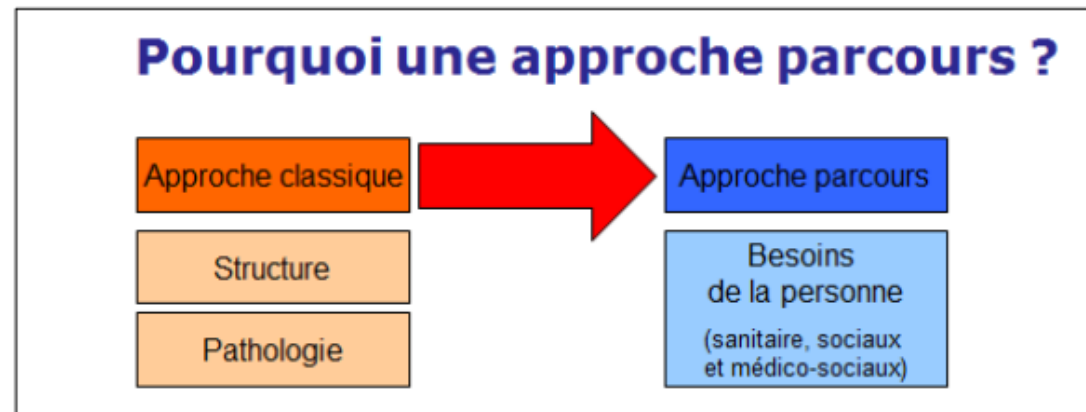 Pourquoi une approche parcours ?
Approche classique
Approche parcours
Structure
Pathologie
Besoins
de la personne
(sanitaire, sociaux
et médico-sociaux)